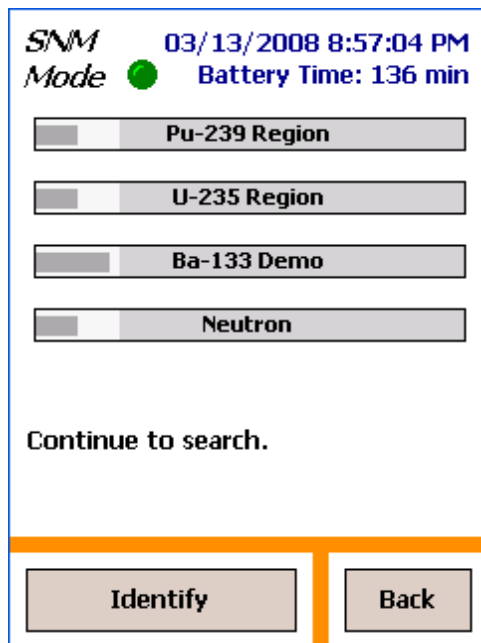 SNM 03/13/2008 8:57:04 PM
Mode Battery Time: 136 min
Pu-239 Region
U-235 Region
Ba-133 Demo
Neutron
Continue to search.
Identify Back